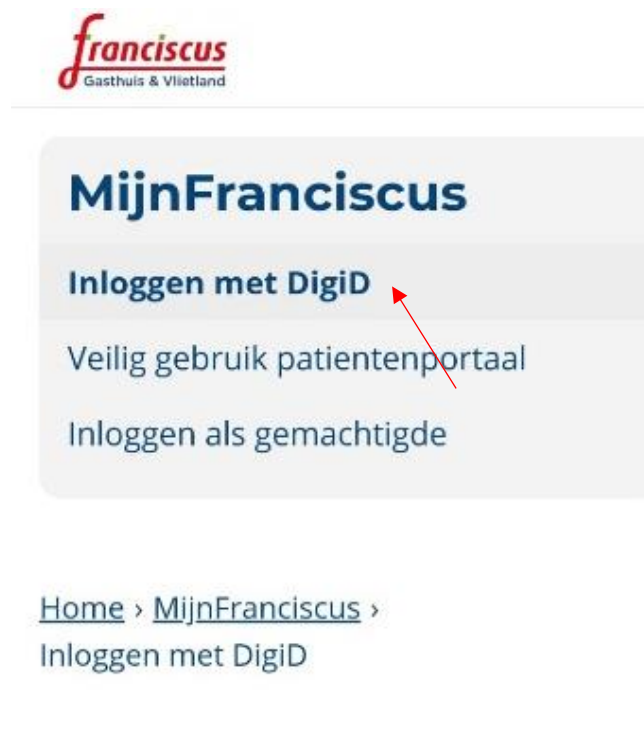 franciscus
Gasthuis & Vlietland
MijnFranciscus
Inloggen met DigiD
Veilig gebruik patientenportaal
Inloggen als gemachtigde
Home › MijnFranciscus ›
Inloggen met DigiD